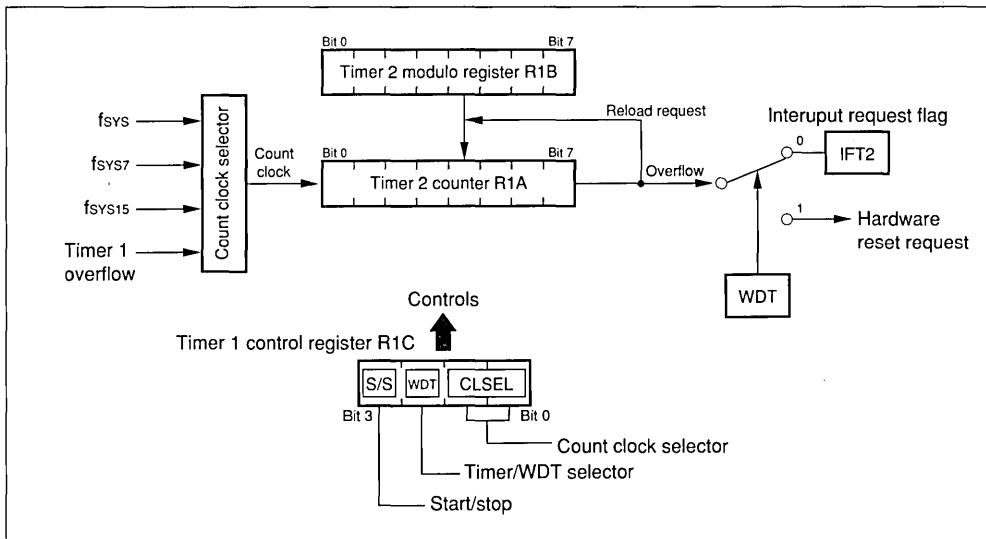 Bit 0 Bit 7
Timer 2 modulo register R1B
Reload request
Interuput request flag
fSYS
fSYS7
fSYS15
Timer 1
overflow
Count clock selector
Count
clock
Bit 0 Bit 7
Timer 2 counter R1A
Overflow
0
IFT2
1
Hardware
reset request
WDT
Controls
Timer 1 control register R1C
S/S WDT CLSEL
Bit 3 Bit 0
Count clock selector
Timer/WDT selector
Start/stop